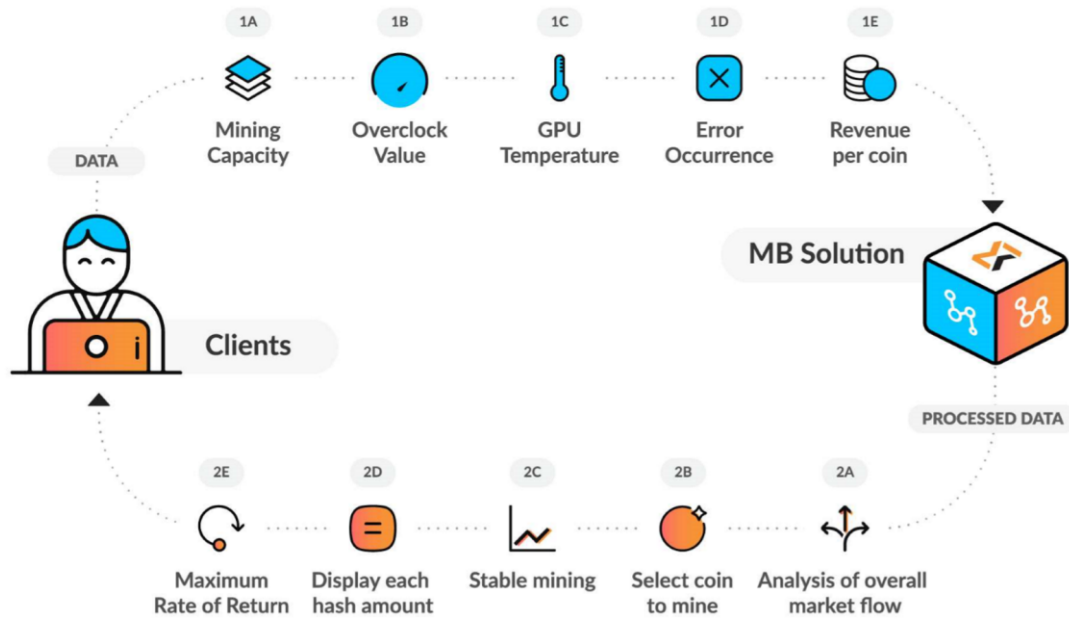 1A
1B
1C
1D
1E
Mining
Capacity
Overclock
Value
GPU
Temperature
Error
Occurrence
Revenue
per coin
DATA
MB Solution
Clients
PROCESSED DATA
2E
2D
2C
2B
2A
Maximum
Rate of Return
Display each
hash amount
Stable mining
Select coin
to mine
Analysis of overall
market flow